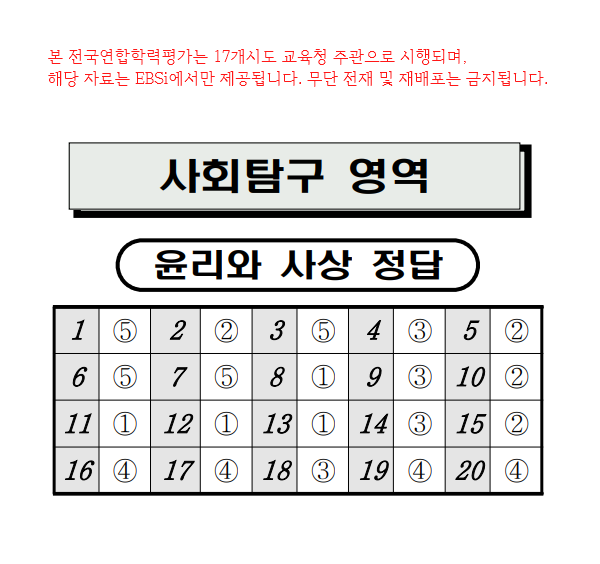 본 전국연합학력평가는 17개시도 교육청 주관으로 시행되며,
해당 자료는 EBSi에서만 제공됩니다. 무단 전재 및 재배포는 금지됩니다.
사회탐구 영역
윤리와 사상 정답
1 ⑤ 2 ② 3 ⑤ 4 ③ 5 ②
6 ⑤ 7 ⑤ 8 ① 9 ③ 10 ②
11 ① 12 ① 13 ① 14 ③ 15 ②
16 ④ 17 ④ 18 ③ 19 ④ 20 ④